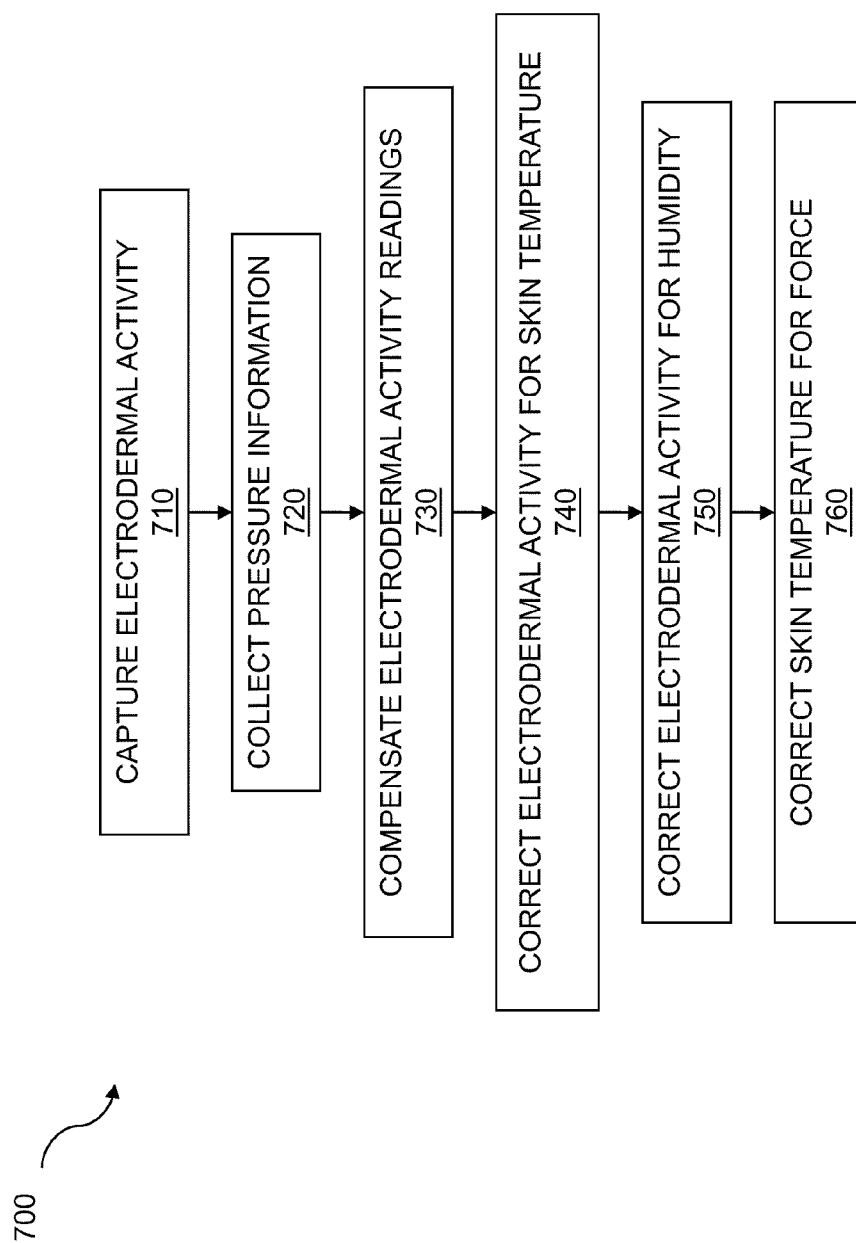 700
CAPTURE ELECTRODERMAL ACTIVITY
710
COLLECT PRESSURE INFORMATION
720
COMPENSATE ELECTRODERMAL ACTIVITY READINGS
730
CORRECT ELECTRODERMAL ACTIVITY FOR SKIN TEMPERATURE
740
CORRECT ELECTRODERMAL ACTIVITY FOR HUMIDITY
750
CORRECT SKIN TEMPERATURE FOR FORCE
760